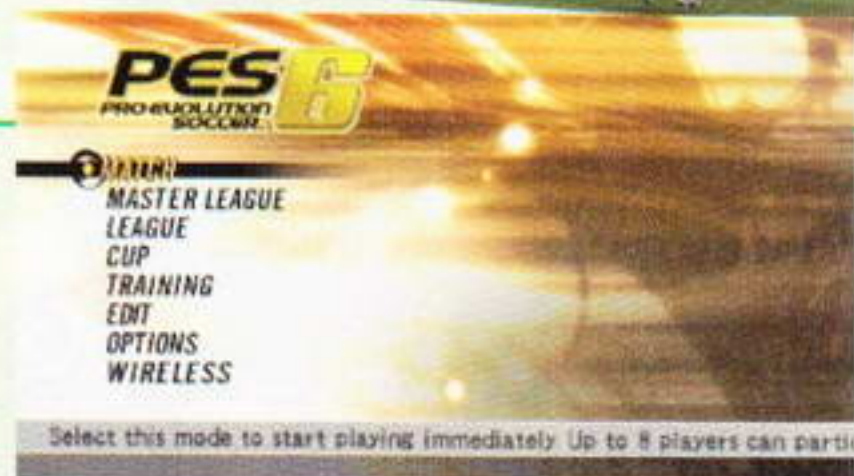 PES 6
PRO EVOLUTION
SOCCER
MATCH
MASTER LEAGUE
LEAGUE
CUP
TRAINING
EDIT
OPTIONS
WIRELESS
Select this mode to start playing immediately Up to 8 players can partic